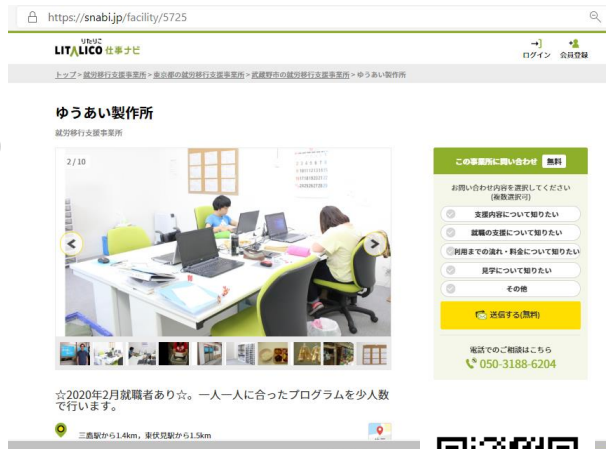 https://snabi.jp/facility/5725
りたりこ
LITALICO 仕事ナビ
ログイン 会員登録
トップ > 就労移行支援事業所 > 東京都の就労移行支援事業所 > 武蔵野市の就労移行支援事業所 > ゆうあい製作所
ゆうあい製作所
就労移行支援事業所
2/10
この事業所に問い合わせ 無料
お問い合わせ内容を選択してください
(複数選択可)
支援内容について知りたい
就職の支援について知りたい
利用までの流れ・料金について知りたい
見学について知りたい
その他
送信する(無料)
電話でのご相談はこちら
050-3188-6204
☆2020年2月就職者あり☆。一人一人に合ったプログラムを少人数
で行います。
三鷹駅から1.4km，東伏見駅から1.5km